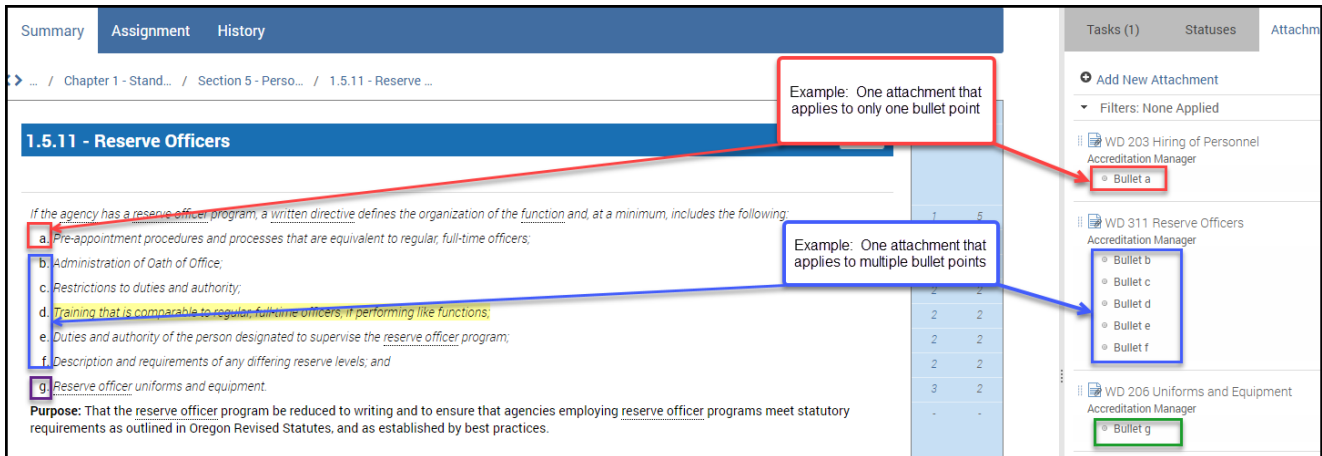 Summary Assignment History
... / Chapter 1 - Stand... / Section 5 - Perso... / 1.5.11 - Reserve ...
1.5.11 - Reserve Officers
If the agency has a reserve officer program, a written directive defines the organization of the function and, at a minimum, includes the following: 1 5
a. Pre-appointment procedures and processes that are equivalent to regular, full-time officers;
b. Administration of Oath of Office;
c. Restrictions to duties and authority; 2 2
d. Training that is comparable to regular, full-time officers, if performing like functions; 2 2
e. Duties and authority of the person designated to supervise the reserve officer program; 2 2
f. Description and requirements of any differing reserve levels; and 2 2
g. Reserve officer uniforms and equipment. 3 2
Purpose: That the reserve officer program be reduced to writing and to ensure that agencies employing reserve officer programs meet statutory - -
requirements as outlined in Oregon Revised Statutes, and as established by best practices.
Example: One attachment that
applies to only one bullet point
Example: One attachment that
applies to multiple bullet points
Tasks (1) Statuses Attachm
Add New Attachment
Filters: None Applied
WD 203 Hiring of Personnel
Accreditation Manager
Bullet a
WD 311 Reserve Officers
Accreditation Manager
Bullet b
Bullet c
Bullet d
Bullet e
Bullet f
WD 206 Uniforms and Equipment
Accreditation Manager
Bullet g